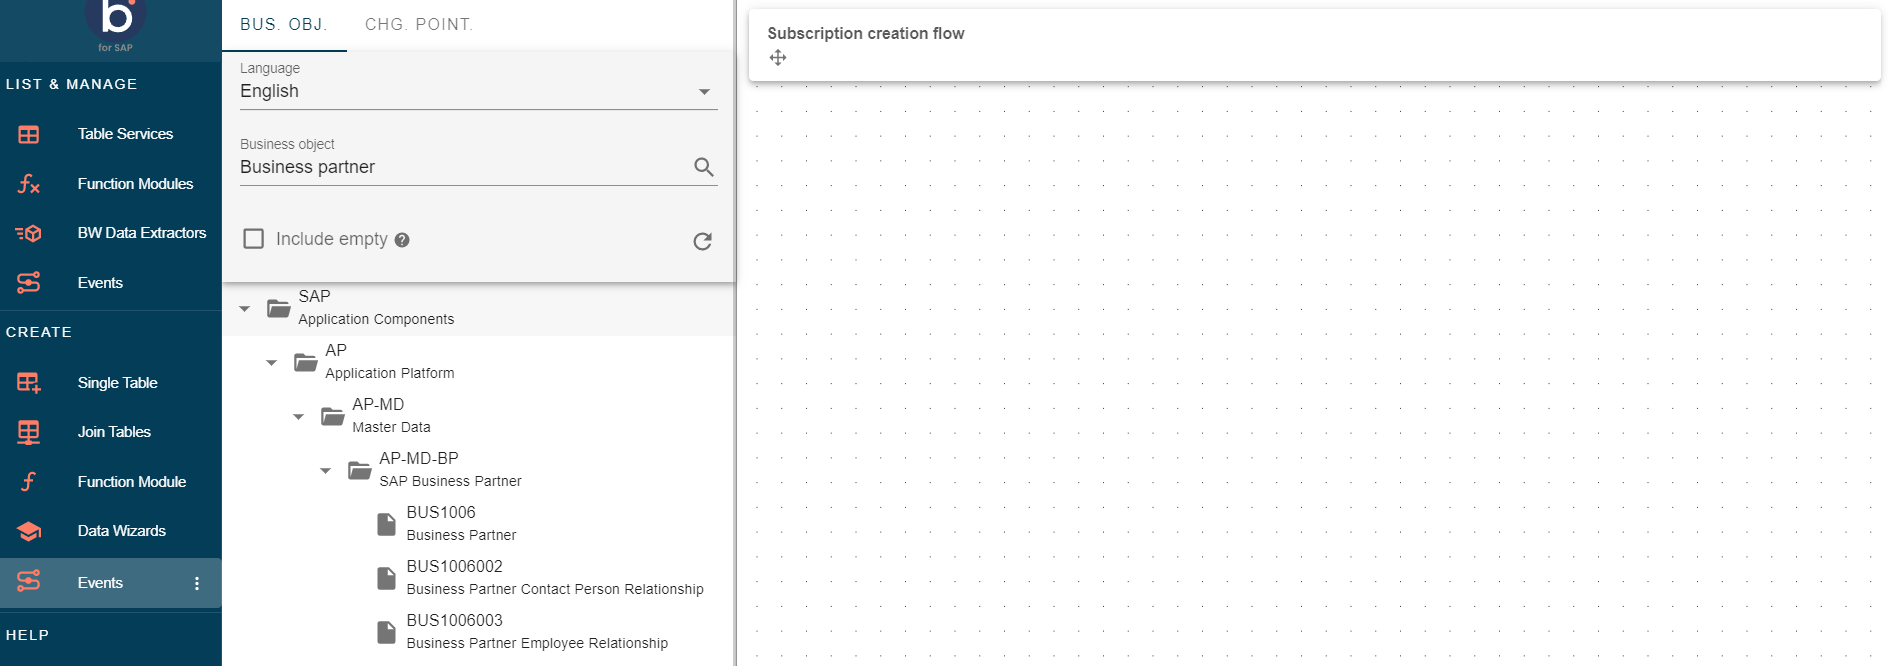 b
for SAP
LIST & MANAGE
Table Services
Function Modules
BW Data Extractors
Events
CREATE
Single Table
Join Tables
Function Module
Data Wizards
Events
HELP
BUS. OBJ.
CHG. POINT.
Language
English
Business object
Business partner
Include empty
SAP
Application Components
AP
Application Platform
AP-MD
Master Data
AP-MD-BP
SAP Business Partner
BUS1006
Business Partner
BUS1006002
Business Partner Contact Person Relationship
BUS1006003
Business Partner Employee Relationship
Subscription creation flow